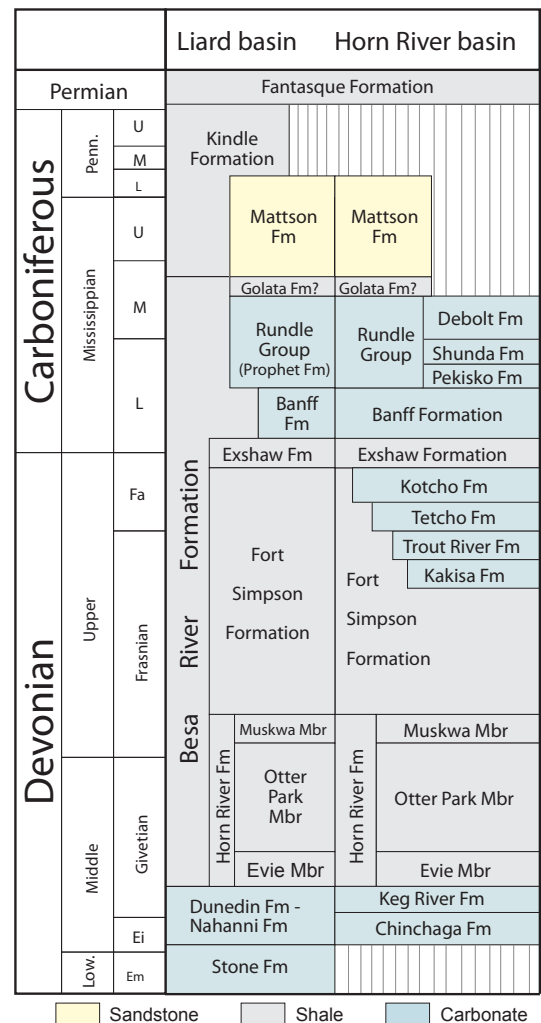 Liard basin
Horn River basin
Permian
Fantasque Formation
Carboniferous
Penn.
U
M
L
Kindle
Formation
Mattson
Fm
Mattson
Fm
Mississippian
U
M
L
Golata Fm?
Golata Fm?
Rundle
Group
(Prophet Fm)
Rundle
Group
Debolt Fm
Shunda Fm
Pekisko Fm
Banff
Fm
Banff Formation
Besa River Formation
Exshaw Fm
Exshaw Formation
Devonian
Upper
Fa
Frasnian
Kotcho Fm
Tetcho Fm
Trout River Fm
Kakisa Fm
Fort
Simpson
Formation
Fort
Simpson
Formation
Middle
Givetian
Ei
Horn River Fm
Muskwa Mbr
Otter
Park
Mbr
Evie Mbr
Horn River Fm
Muskwa Mbr
Otter Park Mbr
Evie Mbr
Dunedin Fm -
Nahanni Fm
Keg River Fm
Chinchaga Fm
Low.
Em
Stone Fm
Sandstone
Shale
Carbonate